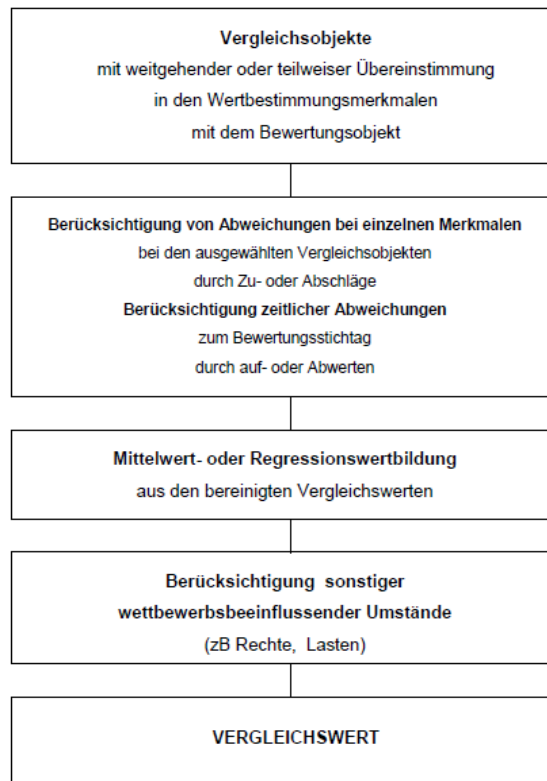 Vergleichsobjekte
mit weitgehender oder teilweiser Übereinstimmung
in den Wertbestimmungsmerkmalen
mit dem Bewertungsobjekt
Berücksichtigung von Abweichungen bei einzelnen Merkmalen
bei den ausgewählten Vergleichsobjekten
durch Zu- oder Abschläge
Berücksichtigung zeitlicher Abweichungen
zum Bewertungsstichtag
durch auf- oder Abwerten
Mittelwert- oder Regressionswertbildung
aus den bereinigten Vergleichswerten
Berücksichtigung sonstiger
wettbewerbsbeeinflussender Umstände
(zB Rechte, Lasten)
VERGLEICHSWERT